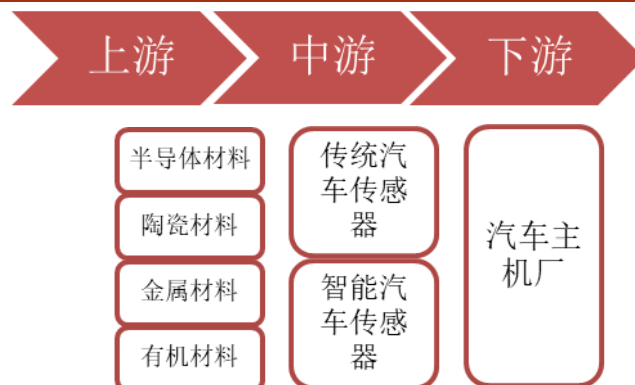 上游
中游
下游
半导体材料
陶瓷材料
金属材料
有机材料
传统汽
车传感
器
智能汽
车传感
器
汽车主
机厂